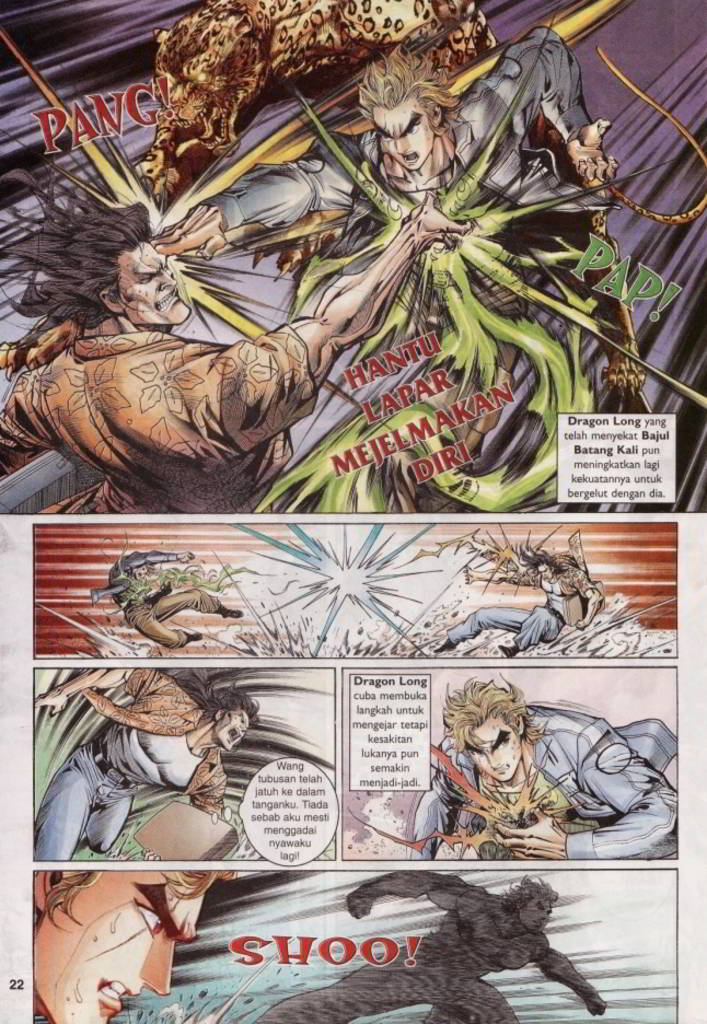 PANG!
PAP!
HANTU
LAPAR
MEJELMAKAN
DIRI
Dragon Long yang
telah menyekat Bajul
Batang Kali pun
meningkatkan lagi
kekuatannya untuk
bergelut dengan dia.
Wang
tubusan telah
jatuh ke dalam
tanganku. Tiada
sebab aku mesti
menggadai
nyawaku
lagi!
Dragon Long
cuba membuka
langkah untuk
mengejar tetapi
kesakitan
lukanya pun
semakin
menjadi-jadi.
SHOO!
22